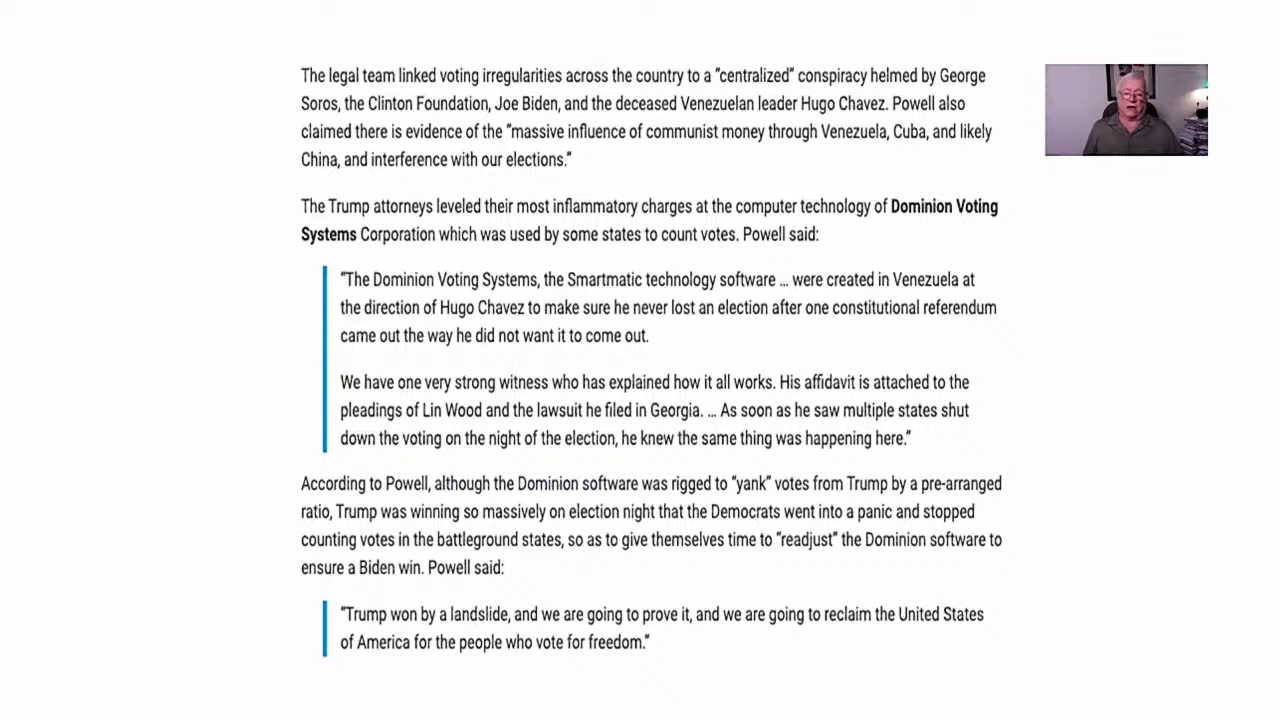 The legal team linked voting irregularities across the country to a "centralized" conspiracy helmed by George
Soros, the Clinton Foundation, Joe Biden, and the deceased Venezuelan leader Hugo Chavez. Powell also
claimed there is evidence of the "massive influence of communist money through Venezuela, Cuba, and likely
China, and interference with our elections."
The Trump attorneys leveled their most inflammatory charges at the computer technology of Dominion Voting
Systems Corporation which was used by some states to count votes. Powell said:
"The Dominion Voting Systems, the Smartmatic technology software … were created in Venezuela at
the direction of Hugo Chavez to make sure he never lost an election after one constitutional referendum
came out the way he did not want it to come out.
We have one very strong witness who has explained how it all works. His affidavit is attached to the
pleadings of Lin Wood and the lawsuit he filed in Georgia. … As soon as he saw multiple states shut
down the voting on the night of the election, he knew the same thing was happening here."
According to Powell, although the Dominion software was rigged to "yank" votes from Trump by a pre-arranged
ratio, Trump was winning so massively on election night that the Democrats went into a panic and stopped
counting votes in the battleground states, so as to give themselves time to "readjust" the Dominion software to
ensure a Biden win. Powell said:
"Trump won by a landslide, and we are going to prove it, and we are going to reclaim the United States
of America for the people who vote for freedom."